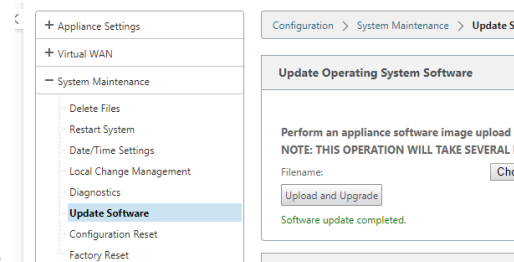 + Appliance Settings
+ Virtual WAN
− System Maintenance
Delete Files
Restart System
Date/Time Settings
Local Change Management
Diagnostics
Update Software
Configuration Reset
Factory Reset
Configuration > System Maintenance > Update S
Update Operating System Software
Perform an appliance software image upload
NOTE: THIS OPERATION WILL TAKE SEVERAL
Filename:
Cho
Upload and Upgrade
Software update completed.